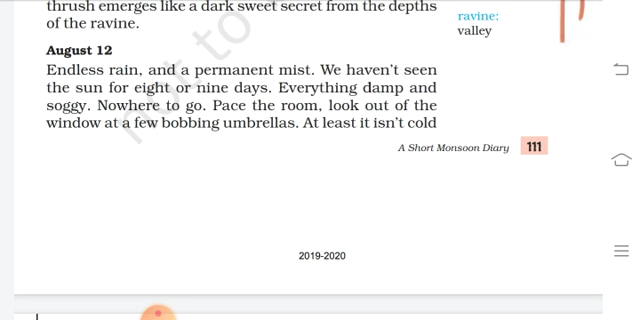 thrush emerges like a dark sweet secret from the depths
of the ravine.
ravine:
valley
August 12
Endless rain, and a permanent mist. We haven't seen
the sun for eight or nine days. Everything damp and
soggy. Nowhere to go. Pace the room, look out of the
window at a few bobbing umbrellas. At least it isn't cold
A Short Monsoon Diary 111
2019-2020
not to